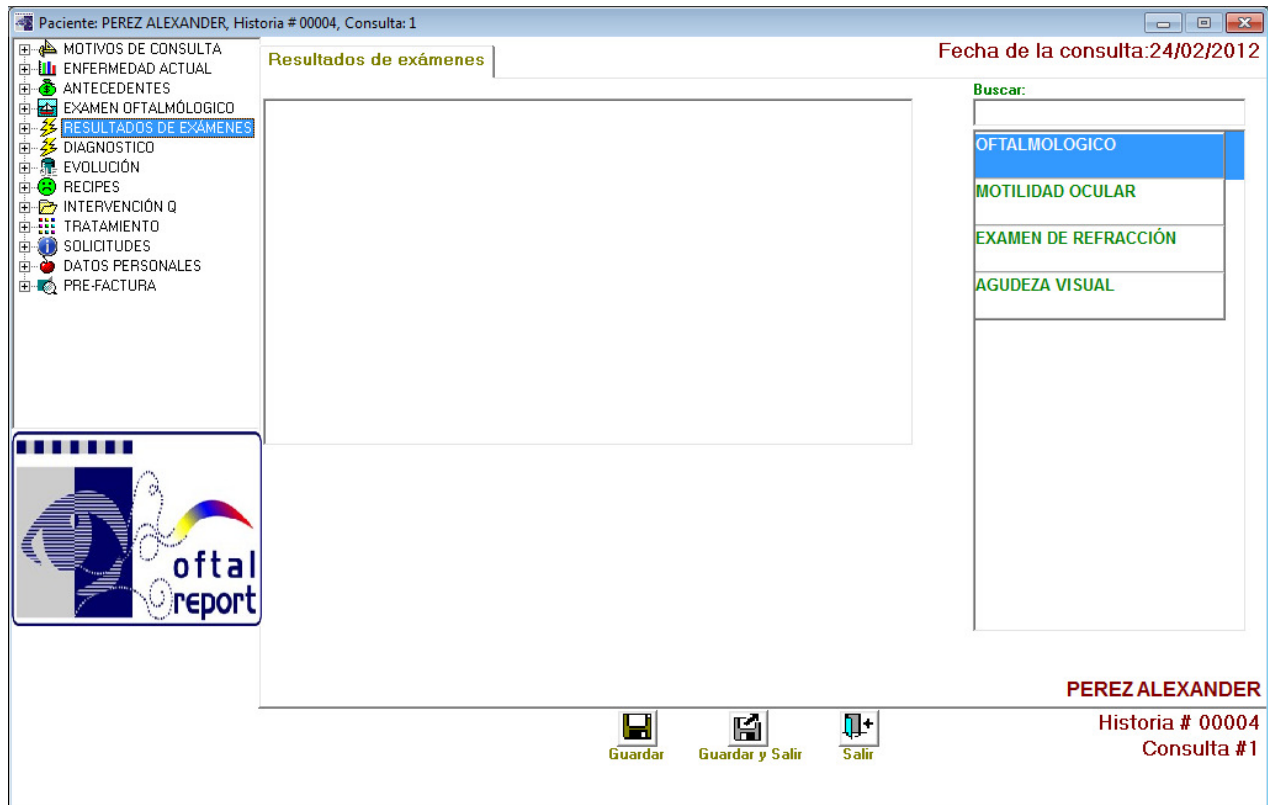 Paciente: PEREZ ALEXANDER, Historia # 00004, Consulta: 1
MOTIVOS DE CONSULTA
ENFERMEDAD ACTUAL
ANTECEDENTES
EXAMEN OFTALMÓLOGICO
RESULTADOS DE EXÁMENES
DIAGNOSTICO
EVOLUCIÓN
RECIPES
INTERVENCIÓN Q
TRATAMIENTO
SOLICITUDES
DATOS PERSONALES
PRE-FACTURA
oftal
report
Resultados de exámenes
Fecha de la consulta:24/02/2012
Buscar:
OFTALMOLOGICO
MOTILIDAD OCULAR
EXAMEN DE REFRACCIÓN
AGUDEZA VISUAL
PEREZ ALEXANDER
Guardar
Guardar y Salir
Salir
Historia # 00004
Consulta #1